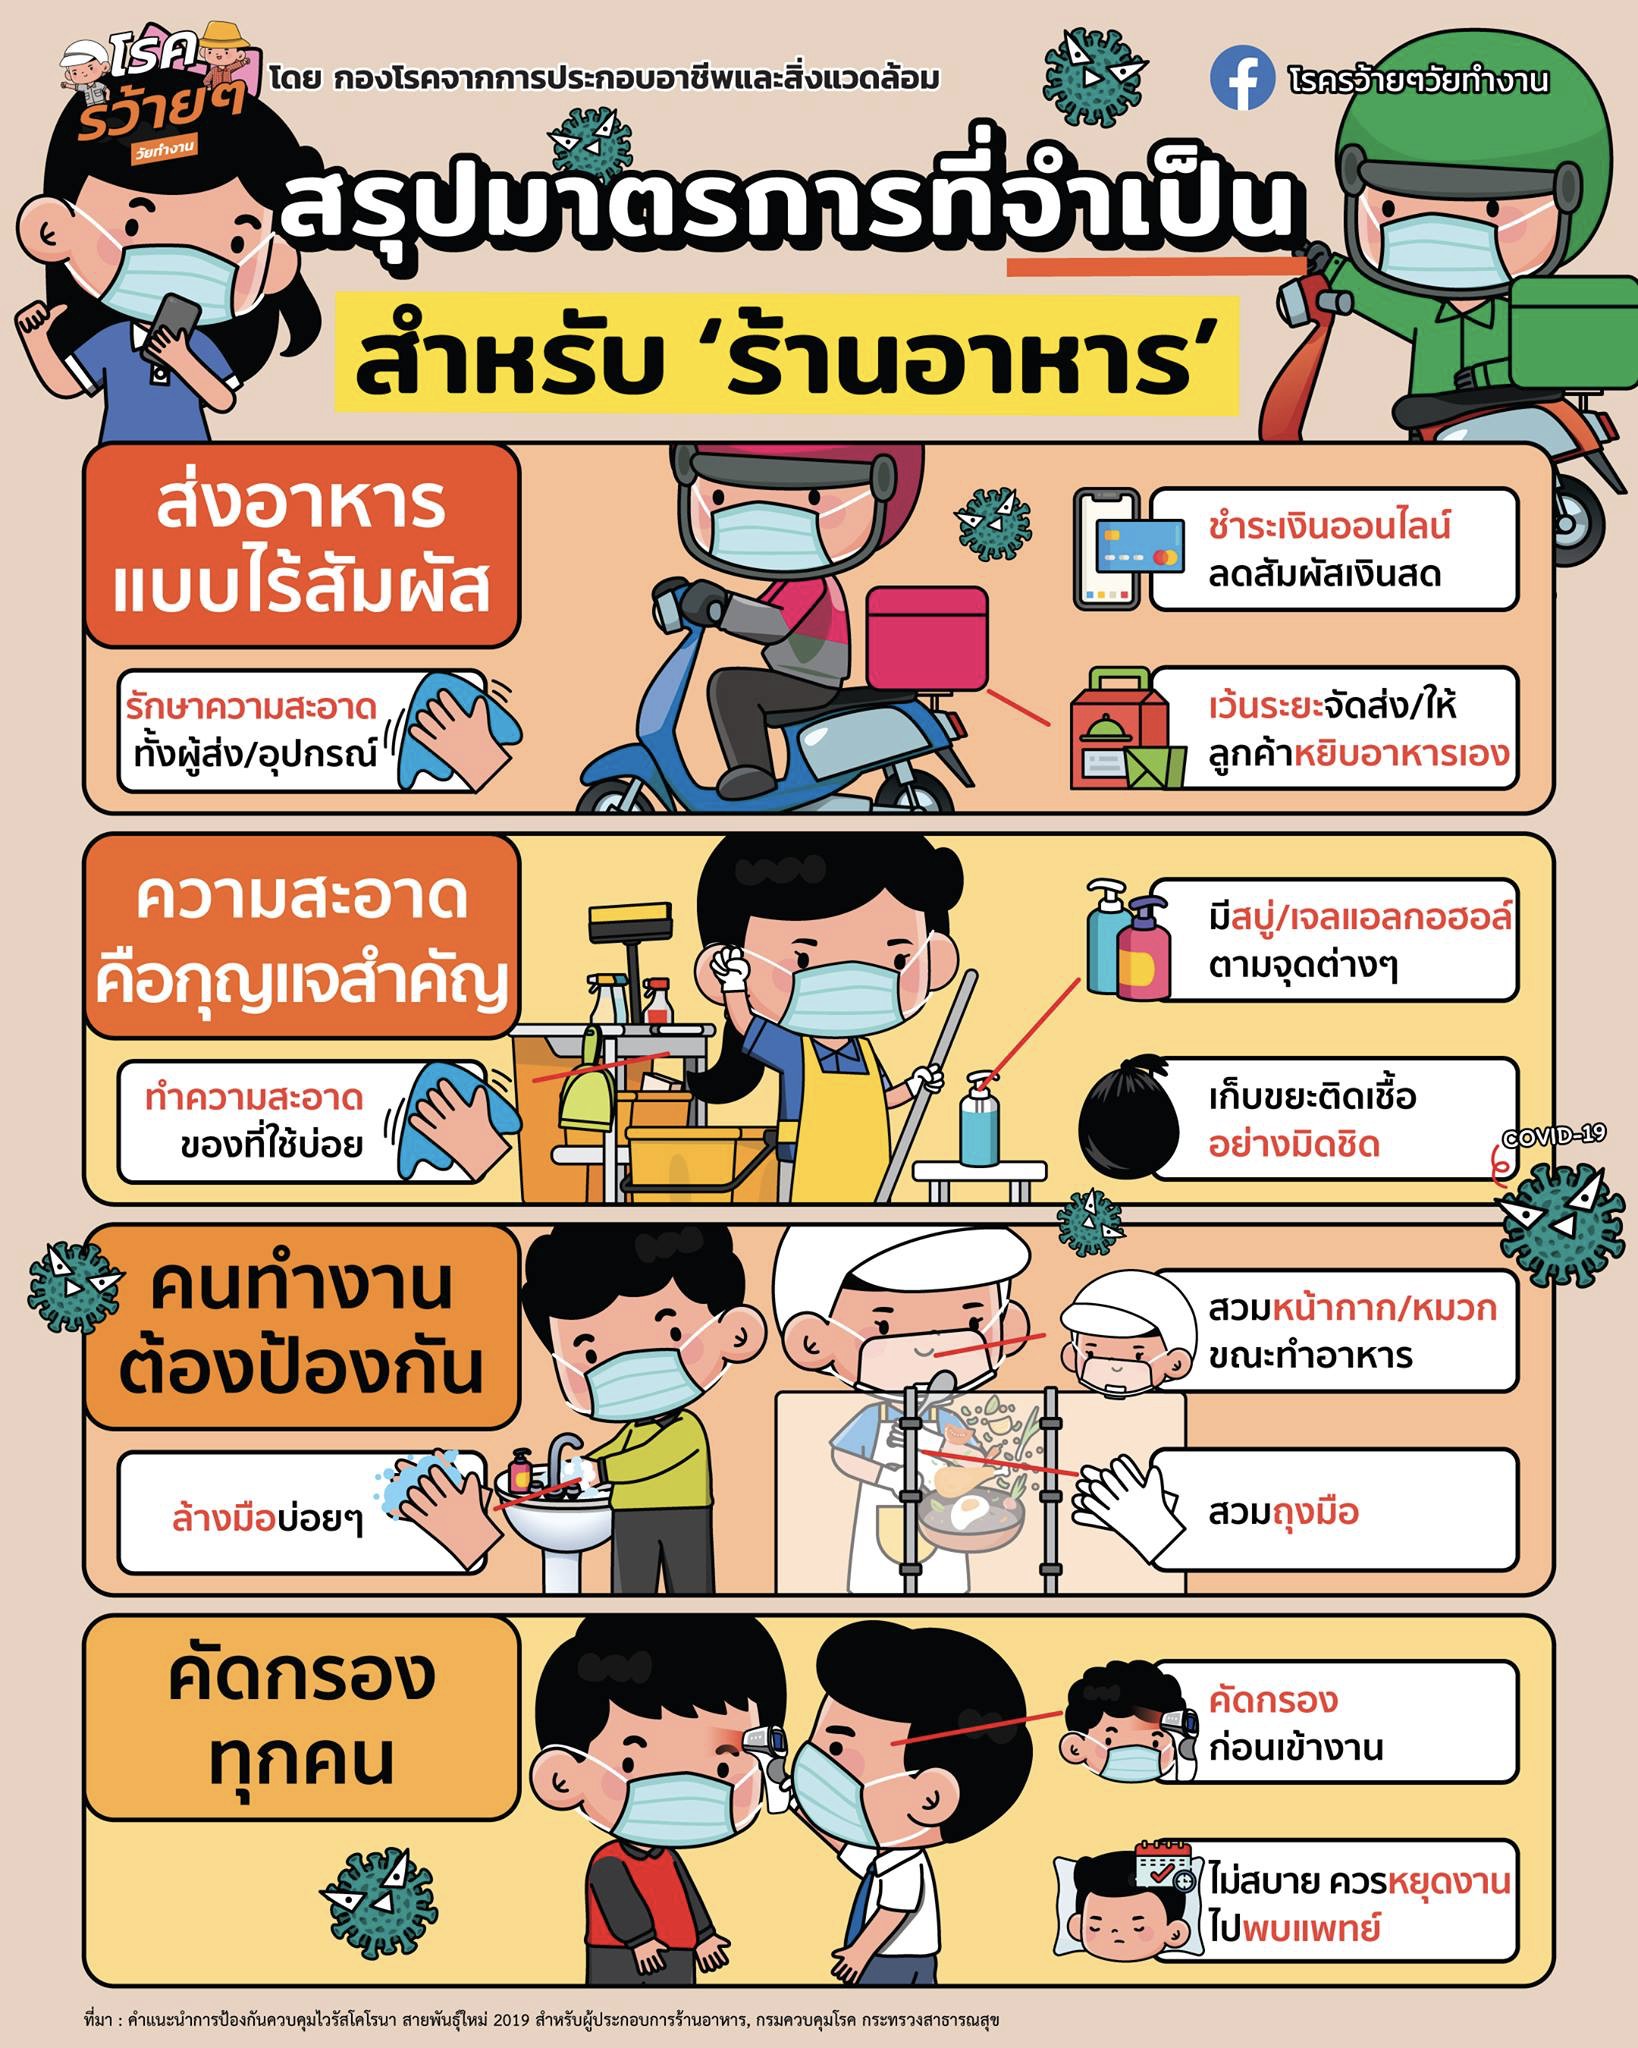 โรค
รว้ายๆ
วัยทำงาน
โดย กองโรคจากการประกอบอาชีพและสิ่งแวดล้อม
โรครว้ายๆวัยทำงาน
สรุปมาตรการที่จำเป็น
สำหรับ ‘ร้านอาหาร’
ส่งอาหาร
แบบไร้สัมผัส
รักษาความสะอาด
ทั้งผู้ส่ง/อุปกรณ์
ชำระเงินออนไลน์
ลดสัมผัสเงินสด
เว้นระยะจัดส่ง/ให้
ลูกค้าหยิบอาหารเอง
ความสะอาด
คือกุญแจสำคัญ
ทำความสะอาด
ของที่ใช้บ่อย
มีสบู่/เจลแอลกอฮอล์
ตามจุดต่างๆ
เก็บขยะติดเชื้อ
อย่างมิดชิด
COVID-19
คนทำงาน
ต้องป้องกัน
ล้างมือบ่อยๆ
สวมหน้ากาก/หมวก
ขณะทำอาหาร
สวมถุงมือ
คัดกรอง
ทุกคน
คัดกรอง
ก่อนเข้างาน
ไม่สบาย ควรหยุดงาน
ไปพบแพทย์
ที่มา : คำแนะนำการป้องกันควบคุมไวรัสโคโรนา สายพันธุ์ใหม่ 2019 สำหรับผู้ประกอบการร้านอาหาร, กรมควบคุมโรค กระทรวงสาธารณสุข